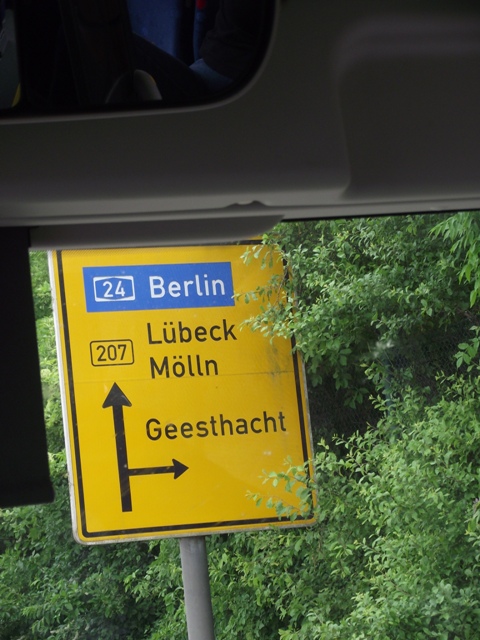 24 Berlin
Lübeck
207
Mölln
Geesthacht